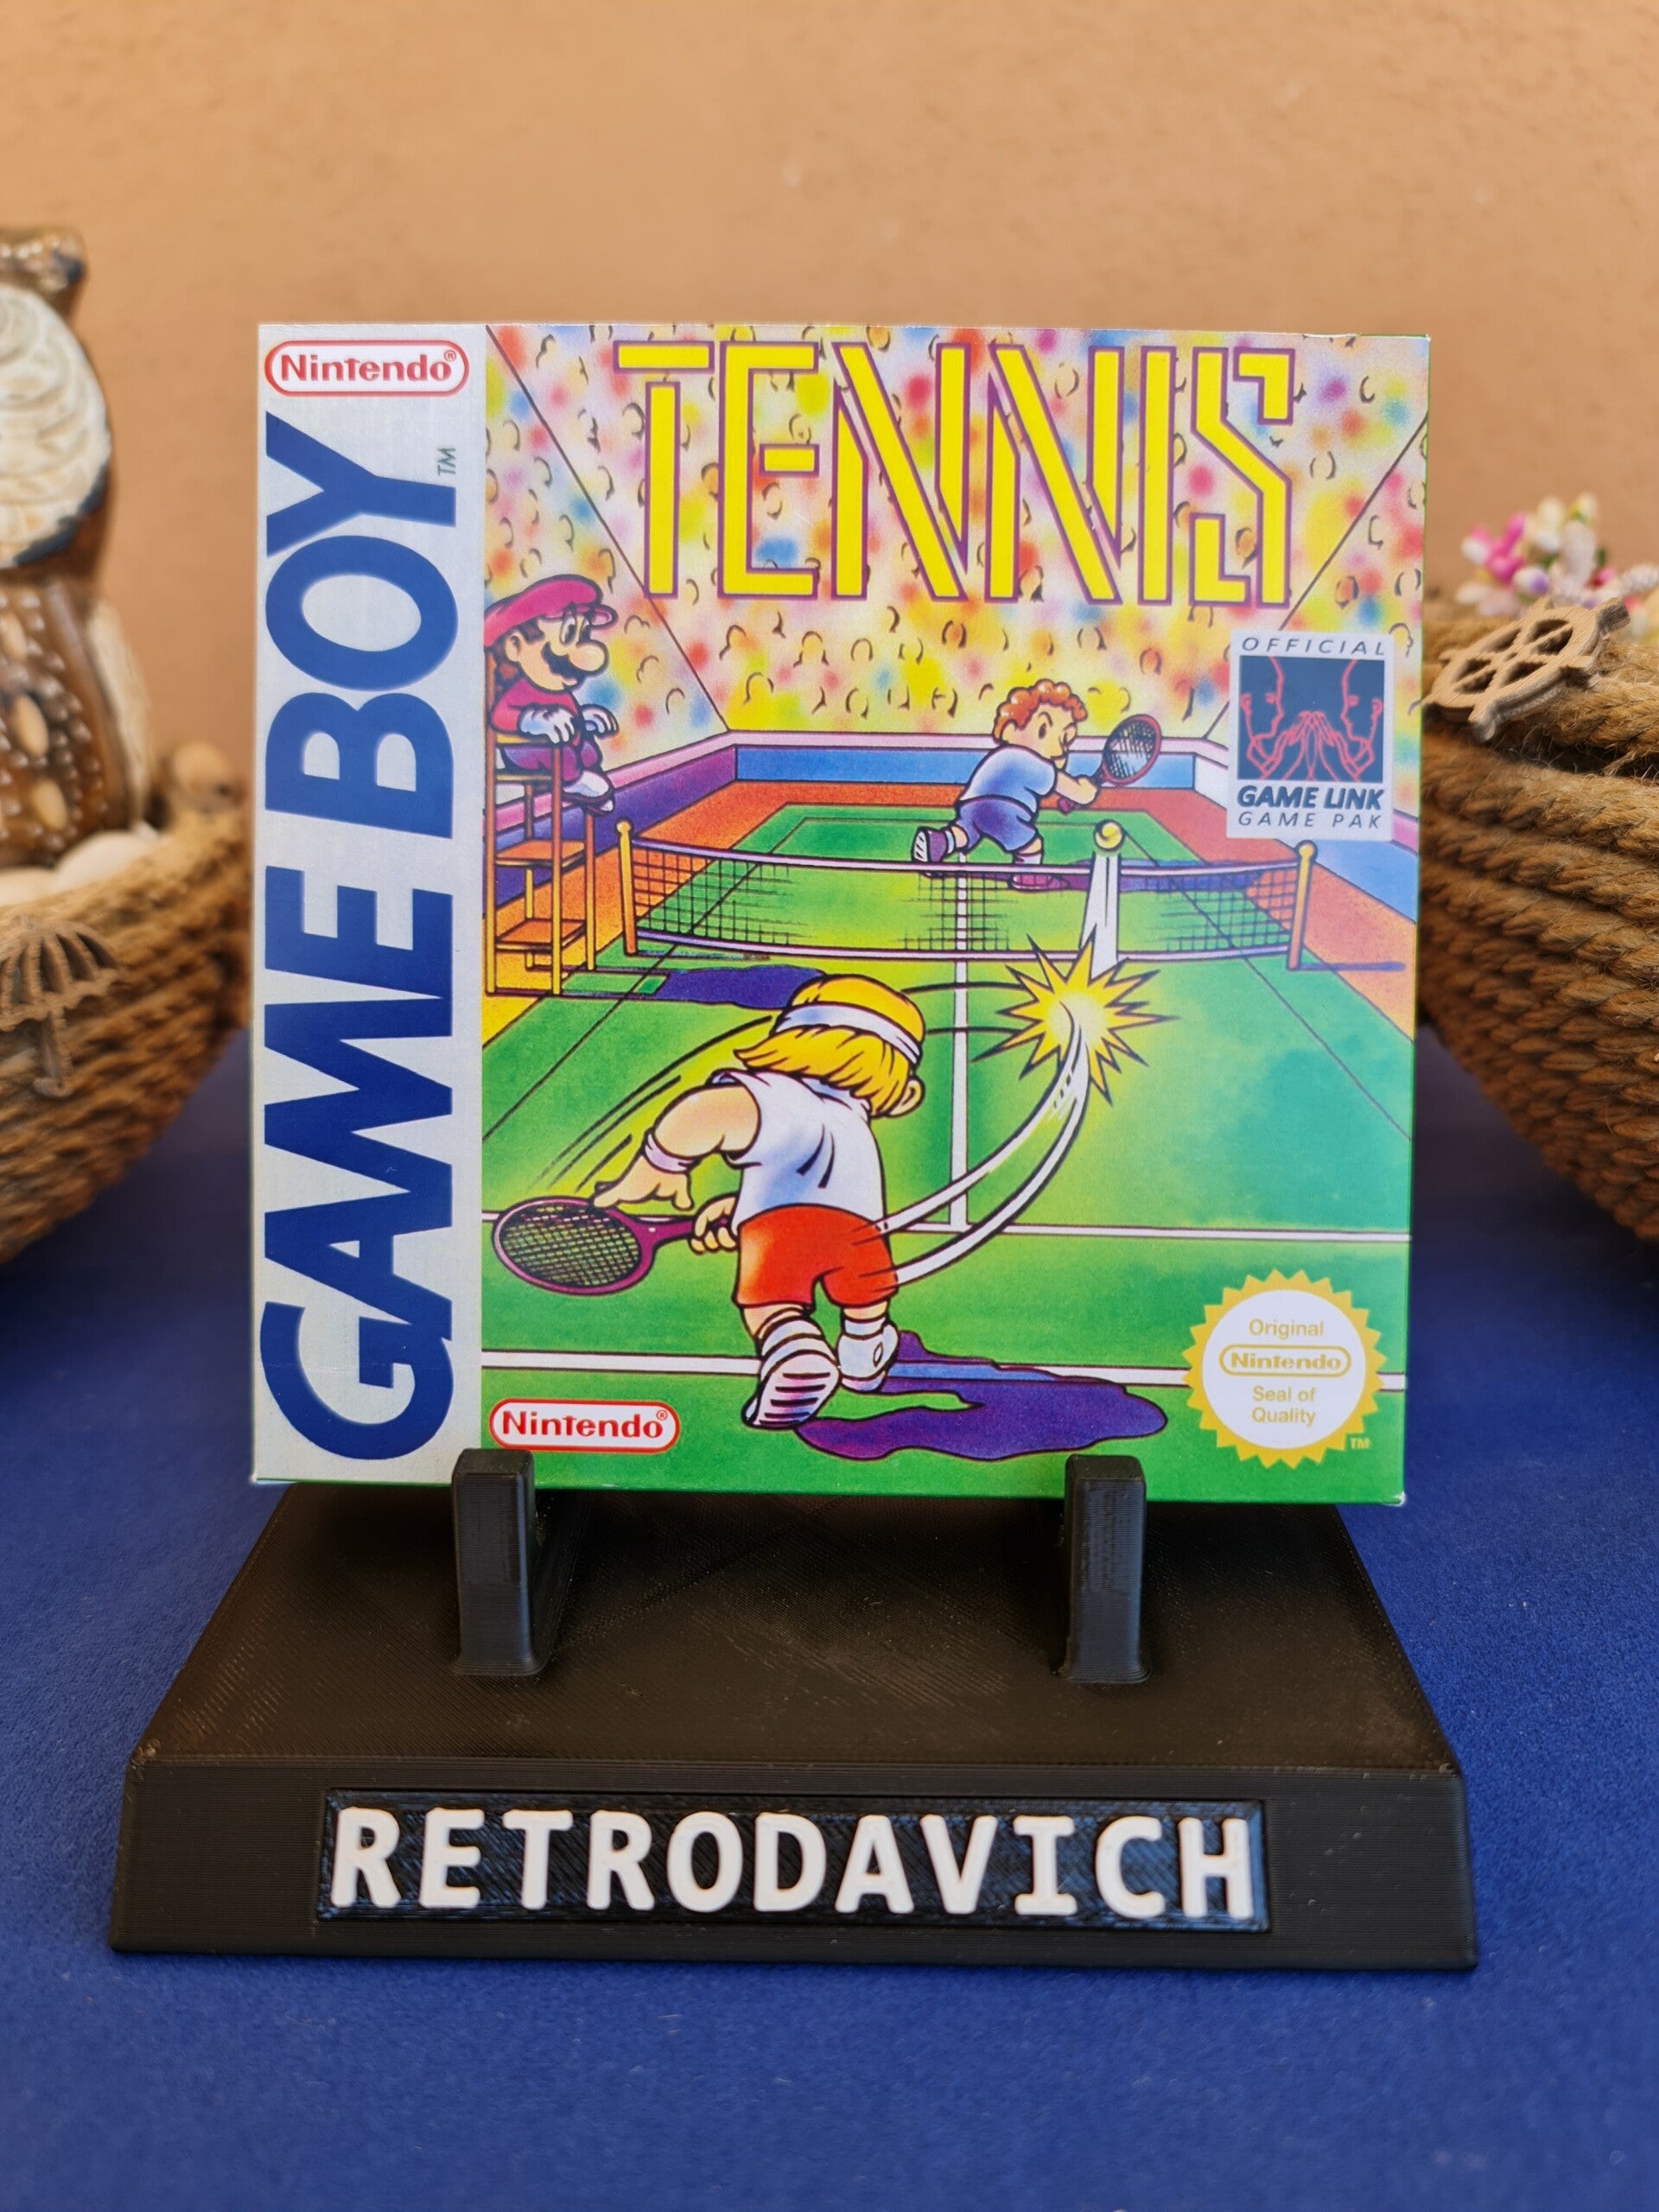 Nintendo®
GAME BOY™
TENNIS
OFFICIAL
GAME LINK
GAME PAK
Original
Nintendo
Seal of
Quality
TM
Nintendo®
RETRODAVICH